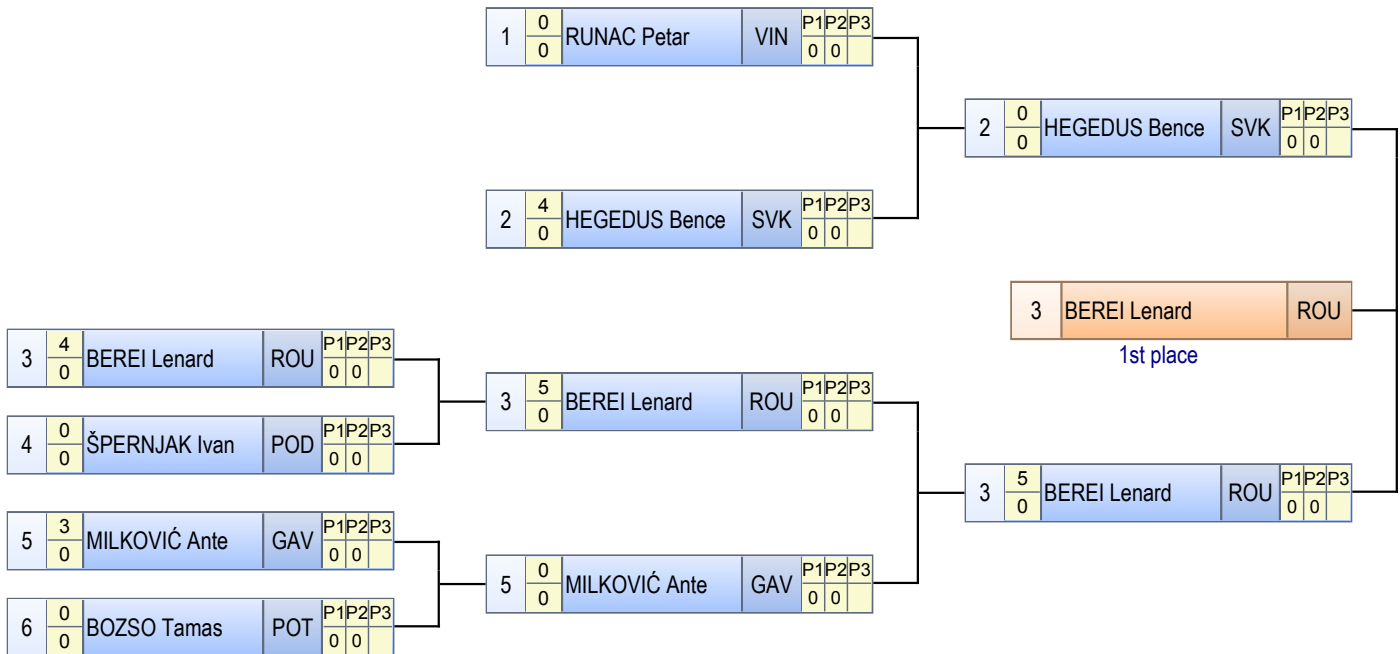 1 0 0 RUNAC Petar VIN P1 P2 P3 0 0
2 0 0 HEGEDUS Bence SVK P1 P2 P3 0 0
2 4 0 HEGEDUS Bence SVK P1 P2 P3 0 0
3 BEREI Lenard ROU
1st place
3 4 0 BEREI Lenard ROU P1 P2 P3 0 0
3 5 0 BEREI Lenard ROU P1 P2 P3 0 0
4 0 0 ŠPERNJAK Ivan POD P1 P2 P3 0 0
3 5 0 BEREI Lenard ROU P1 P2 P3 0 0
5 3 0 MILKOVIĆ Ante GAV P1 P2 P3 0 0
5 0 0 MILKOVIĆ Ante GAV P1 P2 P3 0 0
6 0 0 BOZSO Tamas POT P1 P2 P3 0 0